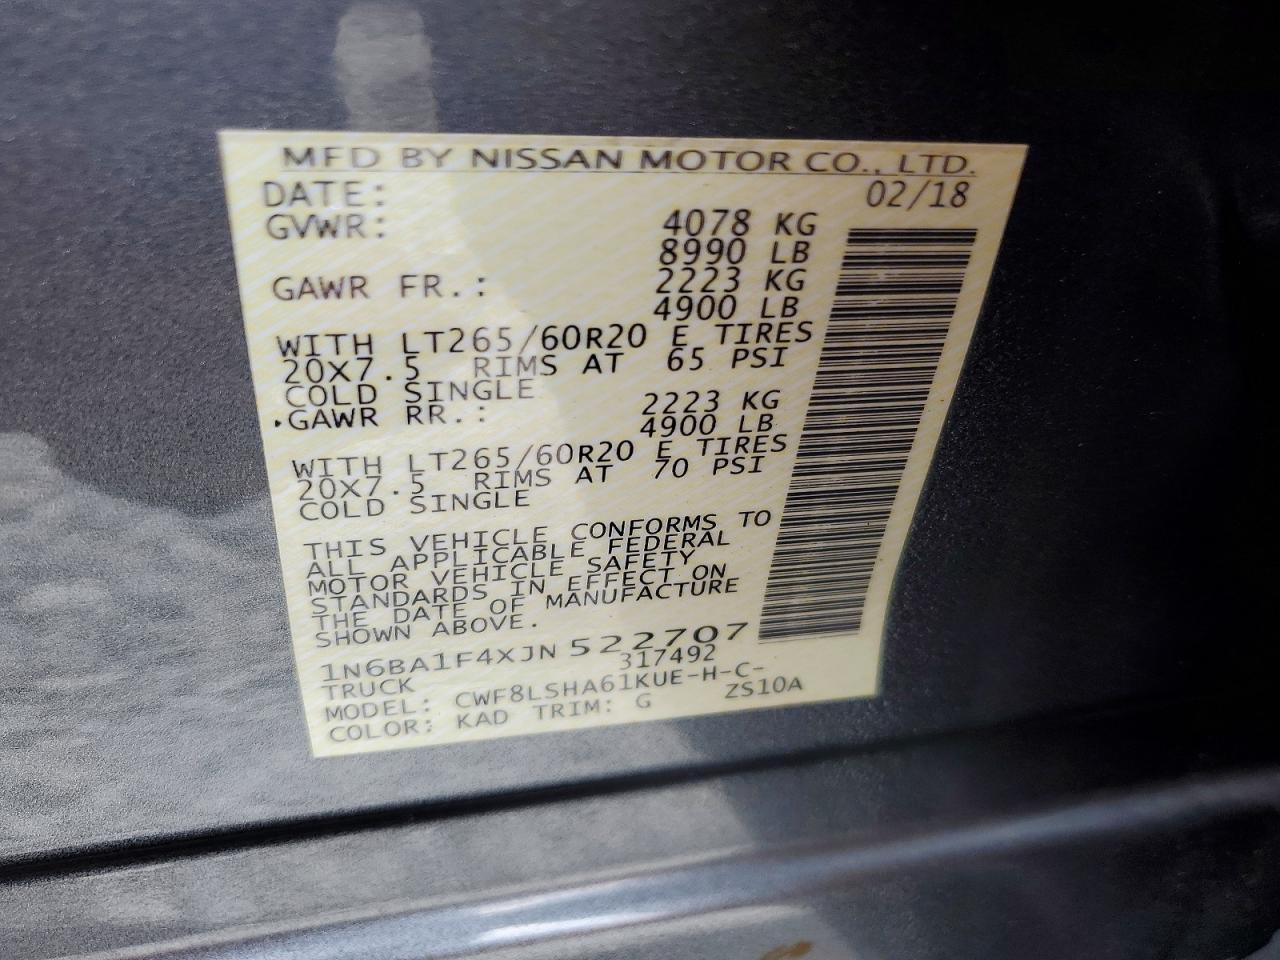 MFD BY NISSAN MOTOR CO., LTD.
DATE: 02/18
GVWR: 4078 KG
8990 LB
GAWR FR.: 2223 KG
4900 LB
WITH LT265/60R20 E TIRES
20X7.5 RIMS AT 65 PSI
COLD SINGLE
GAWR RR.: 2223 KG
4900 LB
WITH LT265/60R20 E TIRES
20X7.5 RIMS AT 70 PSI
COLD SINGLE
THIS VEHICLE CONFORMS TO
ALL APPLICABLE FEDERAL
MOTOR VEHICLE SAFETY
STANDARDS IN EFFECT ON
THE DATE OF MANUFACTURE
SHOWN ABOVE.
1N6BA1F4XJN522707
TRUCK 317492
MODEL: CWF8LSHA61KUE-H-C-
COLOR: KAD TRIM: G ZS10A